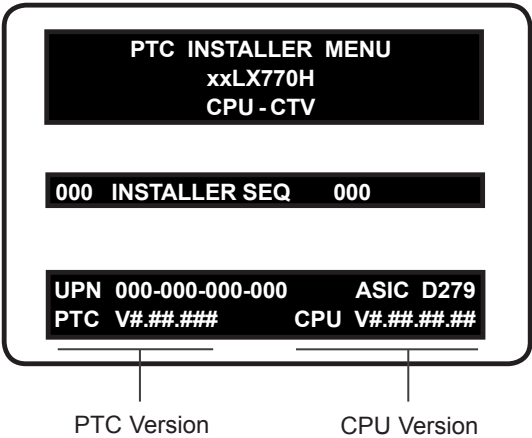 PTC INSTALLER MENU
xxLX770H
CPU - CTV
000 INSTALLER SEQ 000
UPN 000-000-000-000 ASIC D279
PTC V#.##.### CPU V#.##.##.##
PTC Version CPU Version